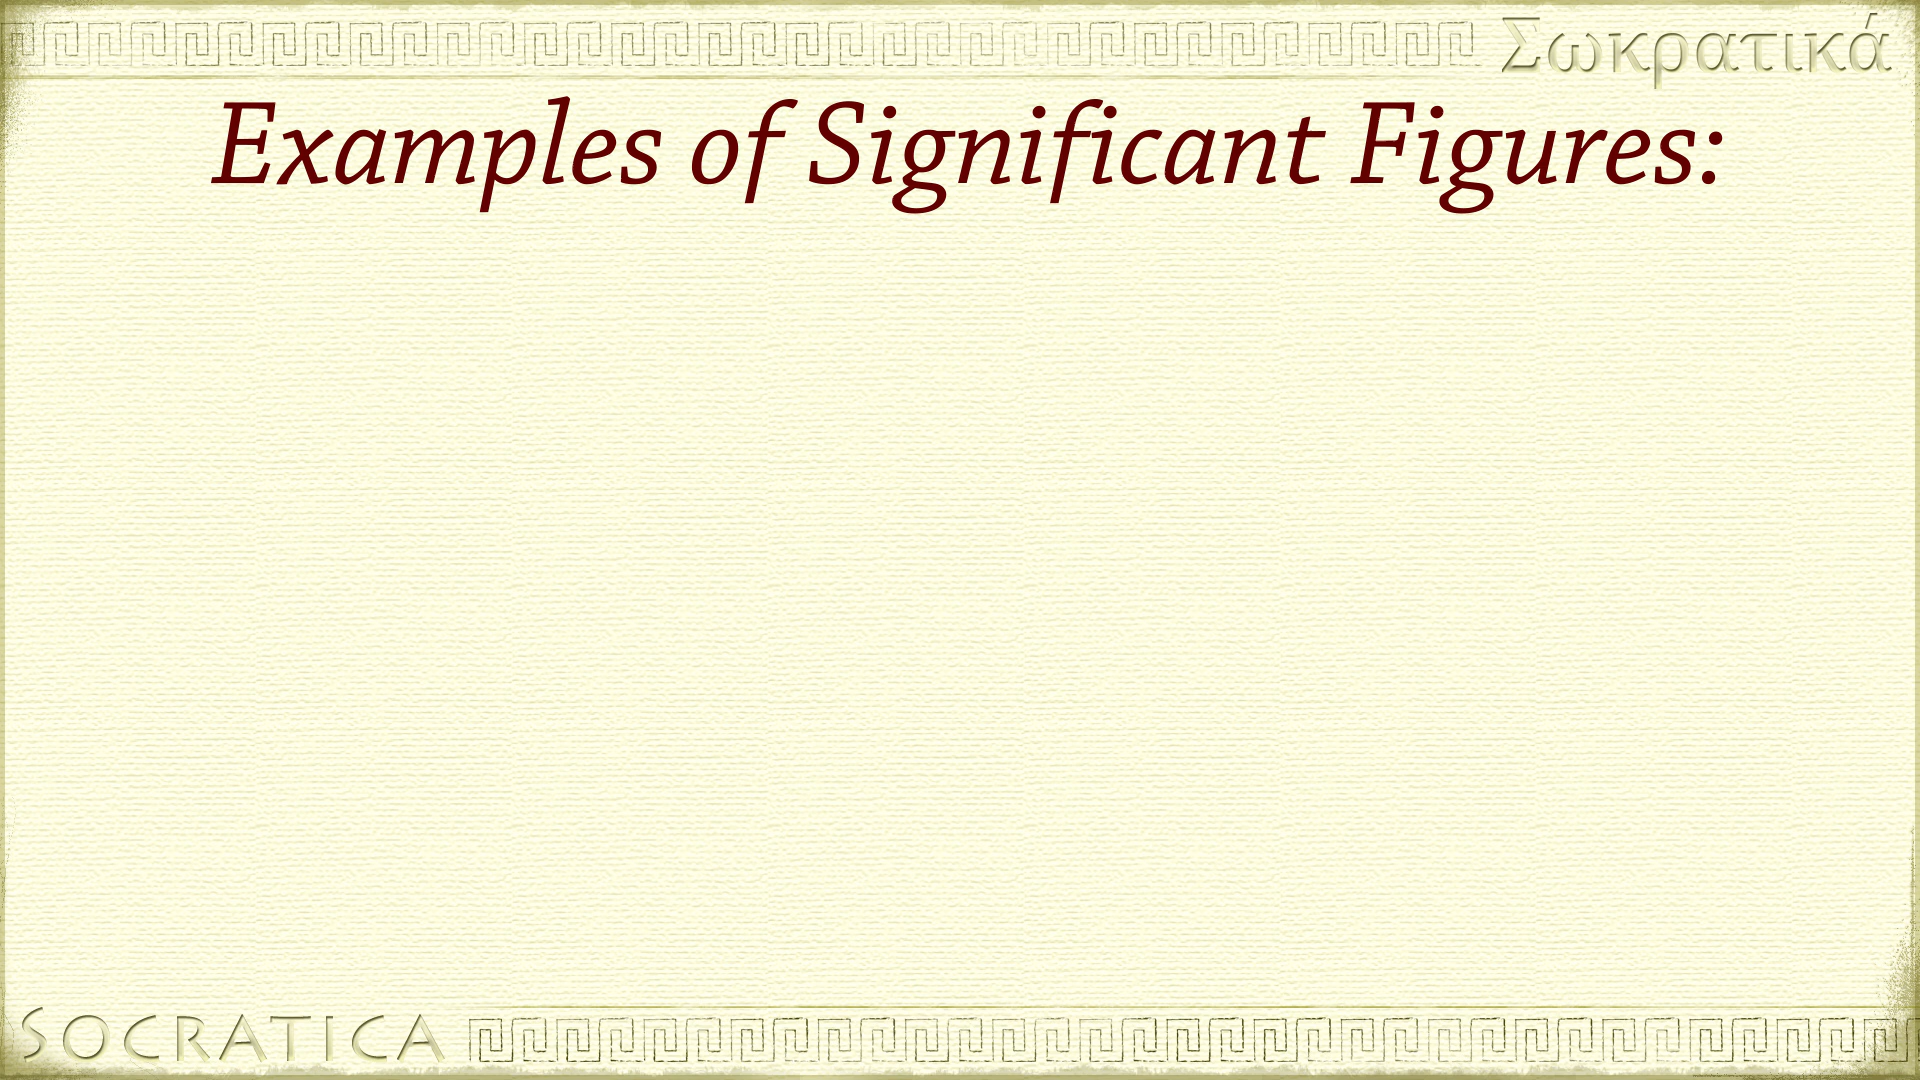 Σωκρατικά
Examples of Significant Figures:
SOCRATICA